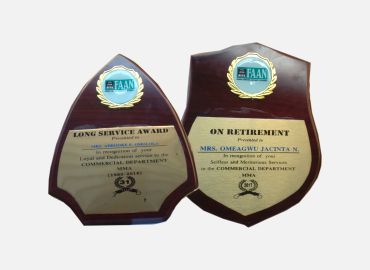 FAAN
LONG SERVICE AWARD
Presented to
In recognition of your
Loyal and Dedication service to the
COMMERCIAL DEPARTMENT
MMA
FAAN
ON RETIREMENT
Presented to
MRS. OMEAGWU JACINTA N.
In recognition of your
Selfless and Meritorious Services
to the COMMERCIAL DEPARTMENT
MMA
2017